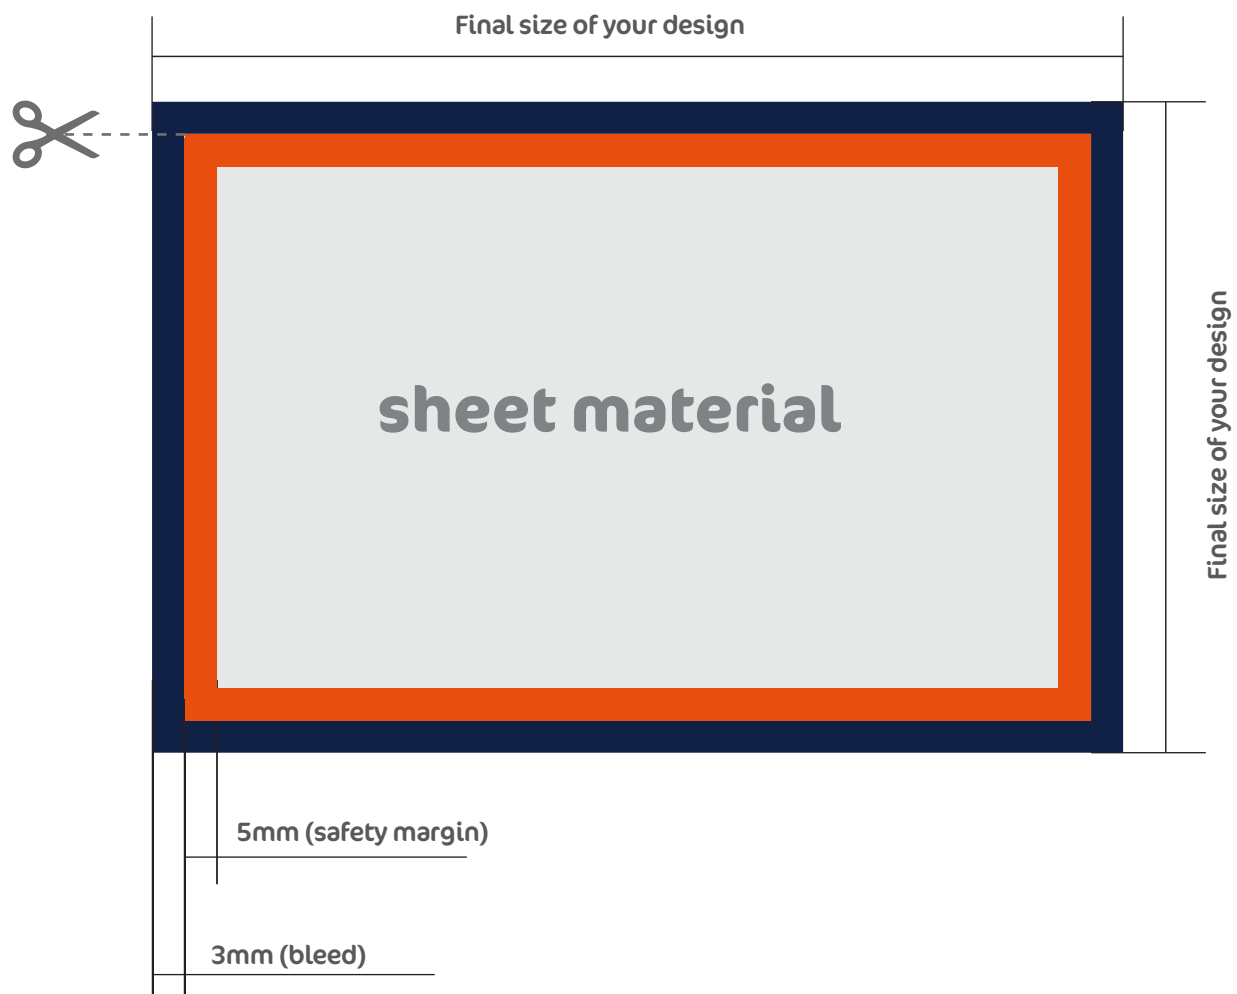 Final size of your design
sheet material
Final size of your design
5mm (safety margin)
3mm (bleed)